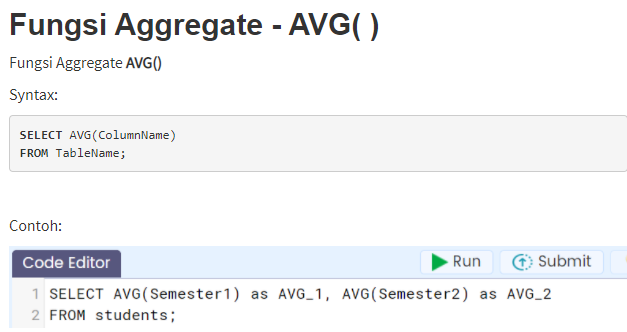 Fungsi Aggregate - AVG( )
Fungsi Aggregate AVG()
Syntax:
SELECT AVG(ColumnName)
FROM TableName;
Contoh:
Code Editor
Run
Submit
1 SELECT AVG(Semester1) as AVG_1, AVG(Semester2) as AVG_2
2 FROM students;